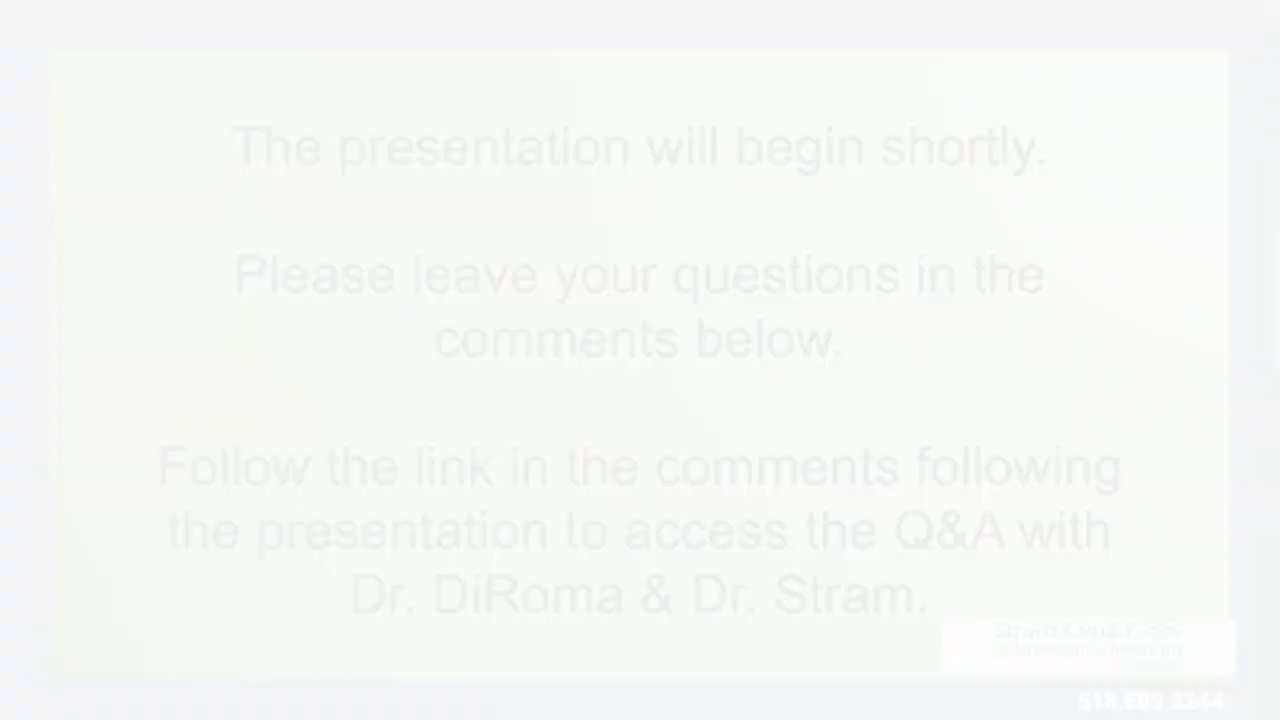 The presentation will begin shortly.
Please leave your questions in the
comments below.
Follow the link in the comments following
the presentation to access the Q&A with
Dr. DiRoma & Dr. Stram.